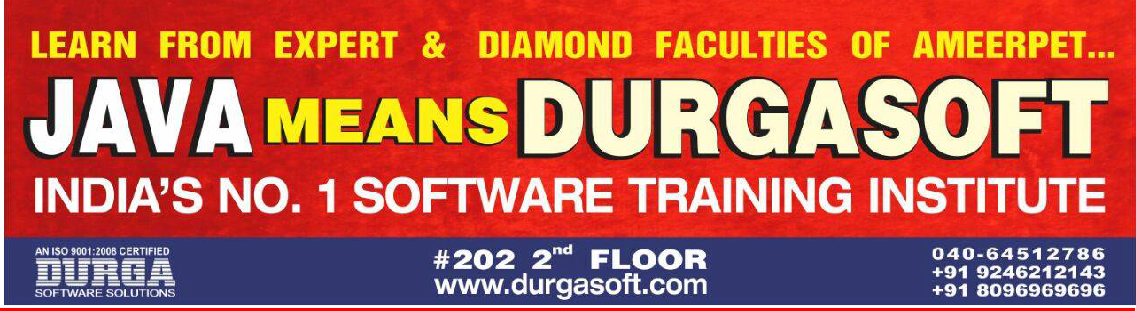 LEARN FROM EXPERT & DIAMOND FACULTIES OF AMEERPET...
JAVA MEANS DURGASOFT
INDIA'S NO. 1 SOFTWARE TRAINING INSTITUTE
AN ISO 9001:2008 CERTIFIED
DURGA
SOFTWARE SOLUTIONS
#202 2nd FLOOR
www.durgasoft.com
040-64512786
+91 9246212143
+91 8096969696